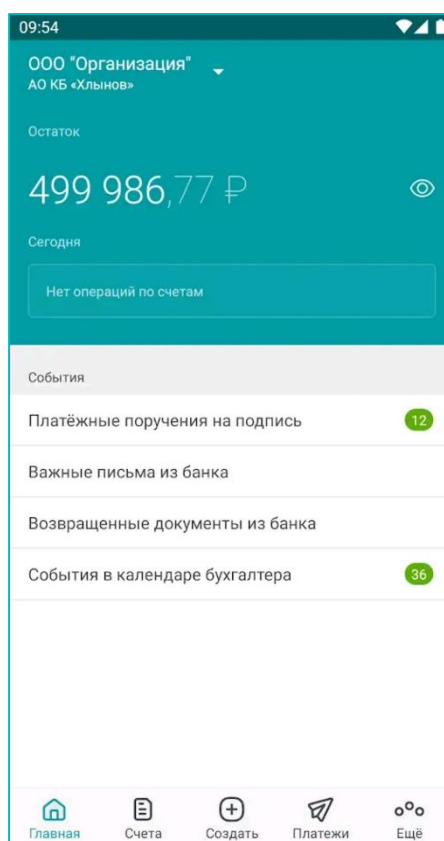 09:54
ООО "Организация"
АО КБ «Хлынов»
Остаток
499 986,77 ₽
Сегодня
Нет операций по счетам
События
Платёжные поручения на подпись 12
Важные письма из банка
Возвращенные документы из банка
События в календаре бухгалтера 36
Главная Счета Создать Платежи Ещё